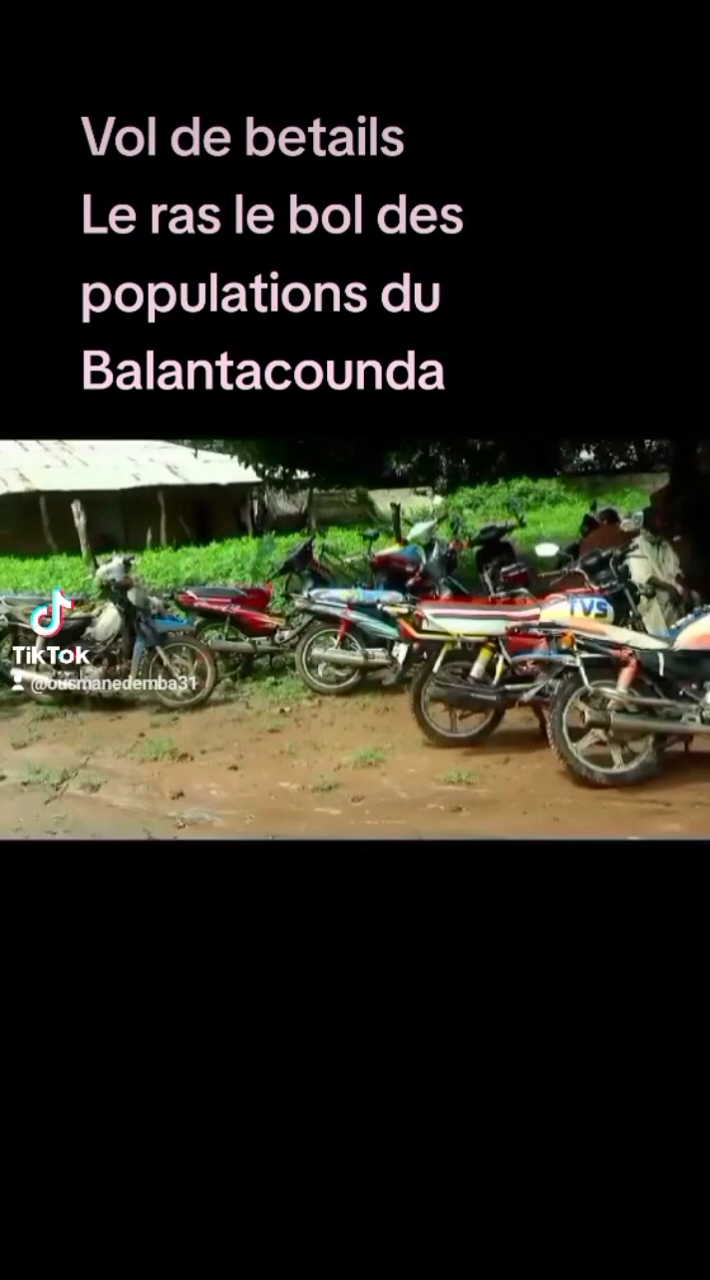 Vol de betails
Le ras le bol des
populations du
Balantacounda
TVS
TikTok
@ousmanedemba31